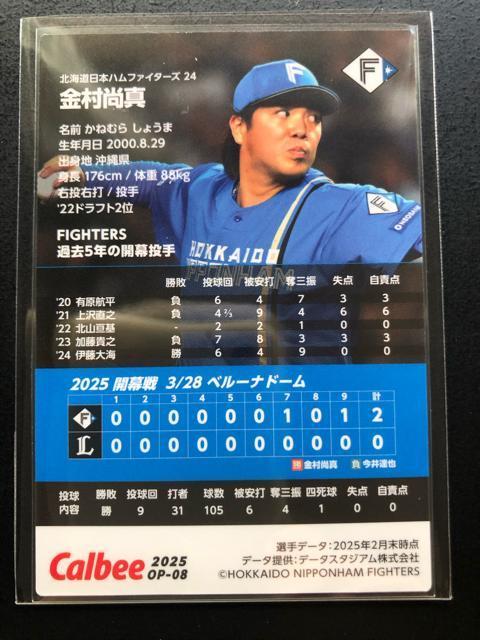 北海道日本ハムファイターズ 24
金村尚真
名前 かねむら しょうま
生年月日 2000.8.29
出身地 沖縄県
身長 176cm / 体重 88kg
右投右打 / 投手
'22ドラフト2位
F
F
HOKKAIDO
NIPPONHAM
FIGHTERS
過去5年の開幕投手
勝敗 投球回 被安打 奪三振 失点 自責点
'20 有原航平 負 6 4 7 3 3
'21 上沢直之 負 4 2/3 9 4 6 6
'22 北山亘基 - 2 2 1 0 0
'23 加藤貴之 負 7 8 3 3 3
'24 伊藤大海 勝 6 4 9 0 0
2025 開幕戦 3/28 ベルーナドーム
1 2 3 4 5 6 7 8 9 計
F 0 0 0 0 0 0 1 0 1 2
L 0 0 0 0 0 0 0 0 0 0
勝 金村尚真 負 今井達也
投球内容 勝敗 投球回 打者 球数 被安打 奪三振 四死球 失点 自責点
勝 9 31 105 6 4 1 0 0
Calbee 2025
OP-08
選手データ:2025年2月末時点
データ提供:データスタジアム株式会社
©HOKKAIDO NIPPONHAM FIGHTERS